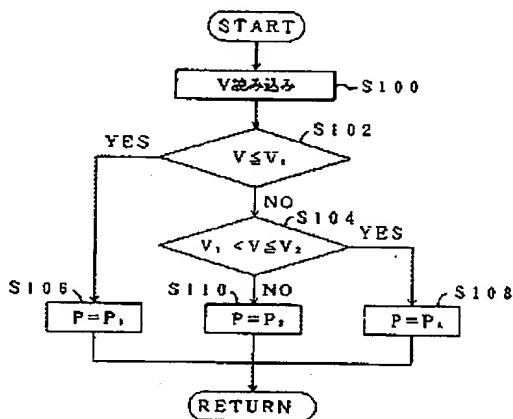 START
V読み込み
S100
S102
YES
V≦V₁
NO
S104
V₁<V≦V₂
YES
S106
S110
NO
S108
P=P₁
P=P₂
RETURN